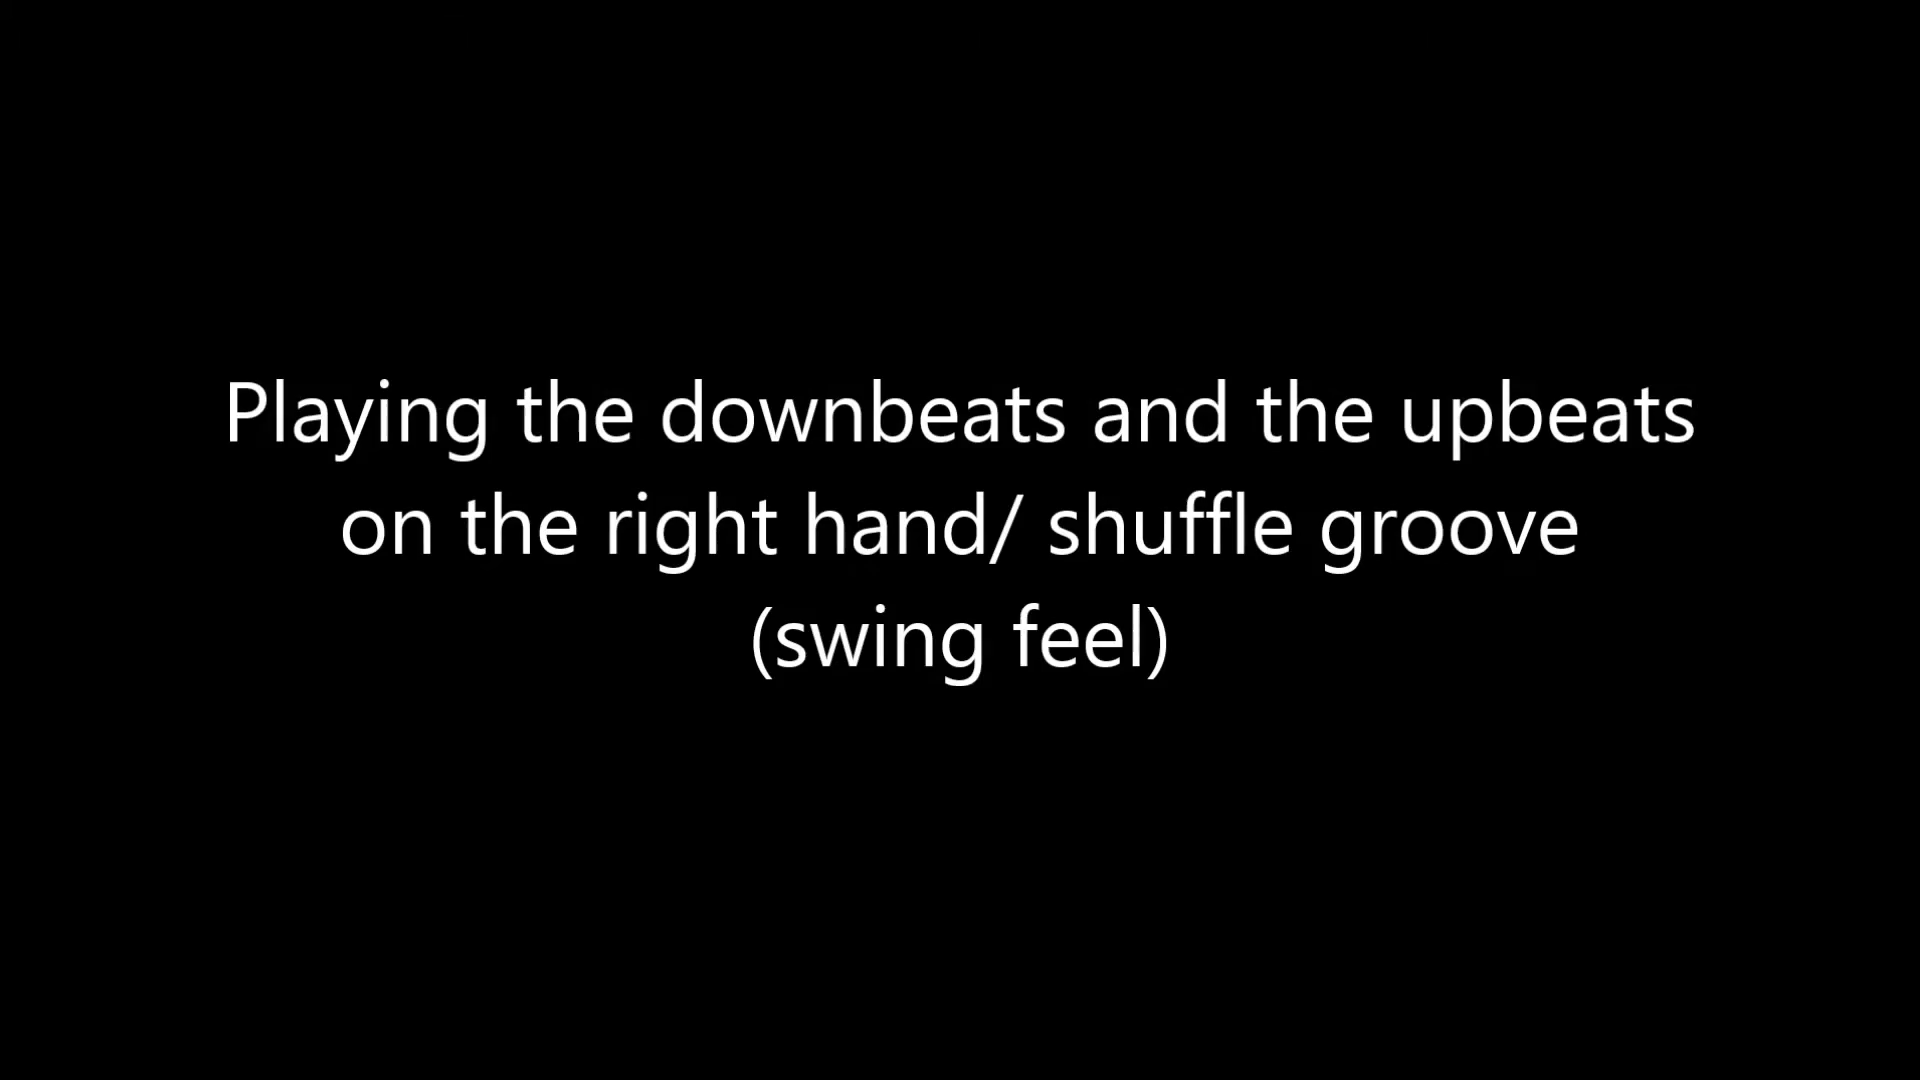 Playing the downbeats and the upbeats
on the right hand/ shuffle groove
(swing feel)